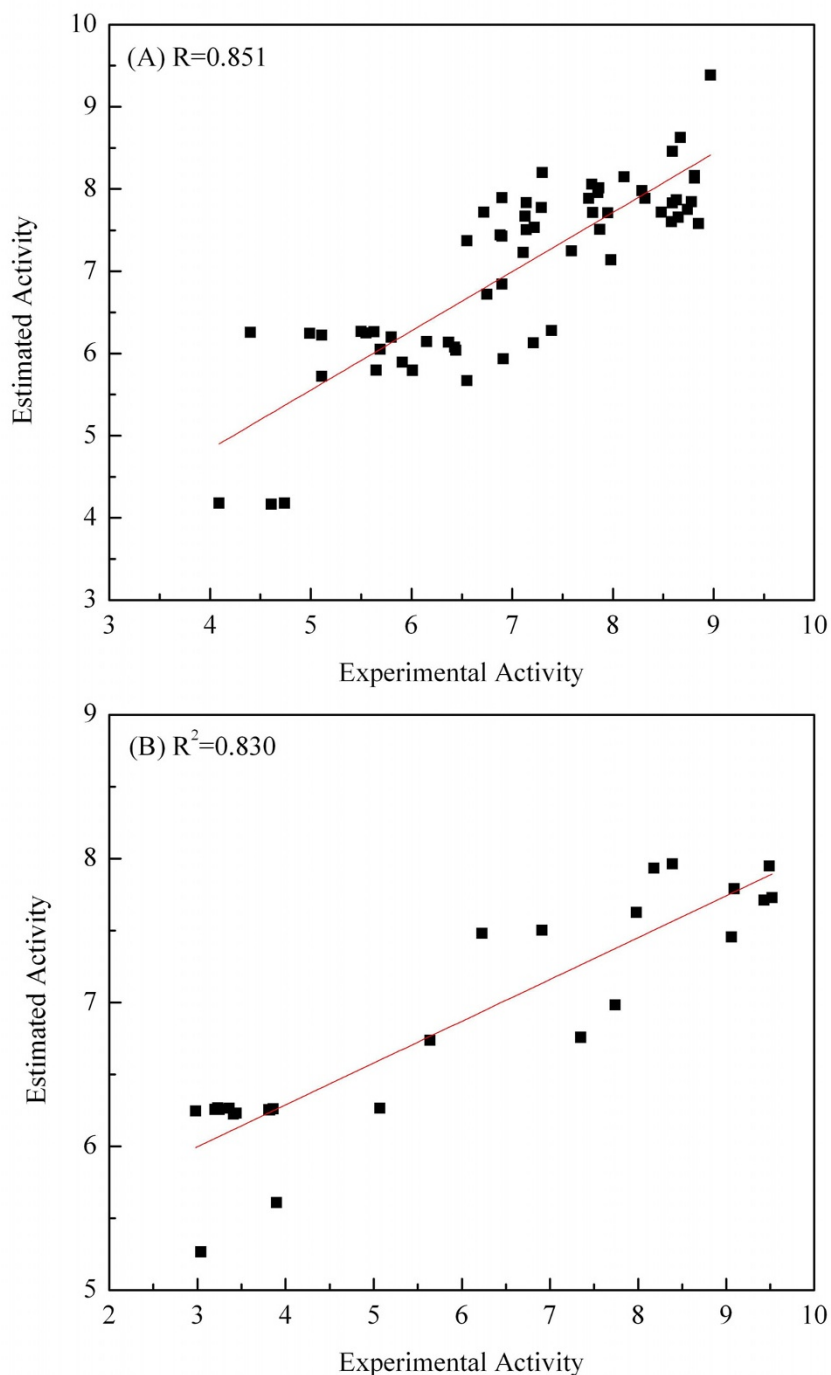 (A) R=0.851
10
9
8
7
6
5
4
3
Estimated Activity
3 4 5 6 7 8 9 10
Experimental Activity
(B) R²=0.830
9
8
7
6
5
Estimated Activity
2 3 4 5 6 7 8 9 10
Experimental Activity